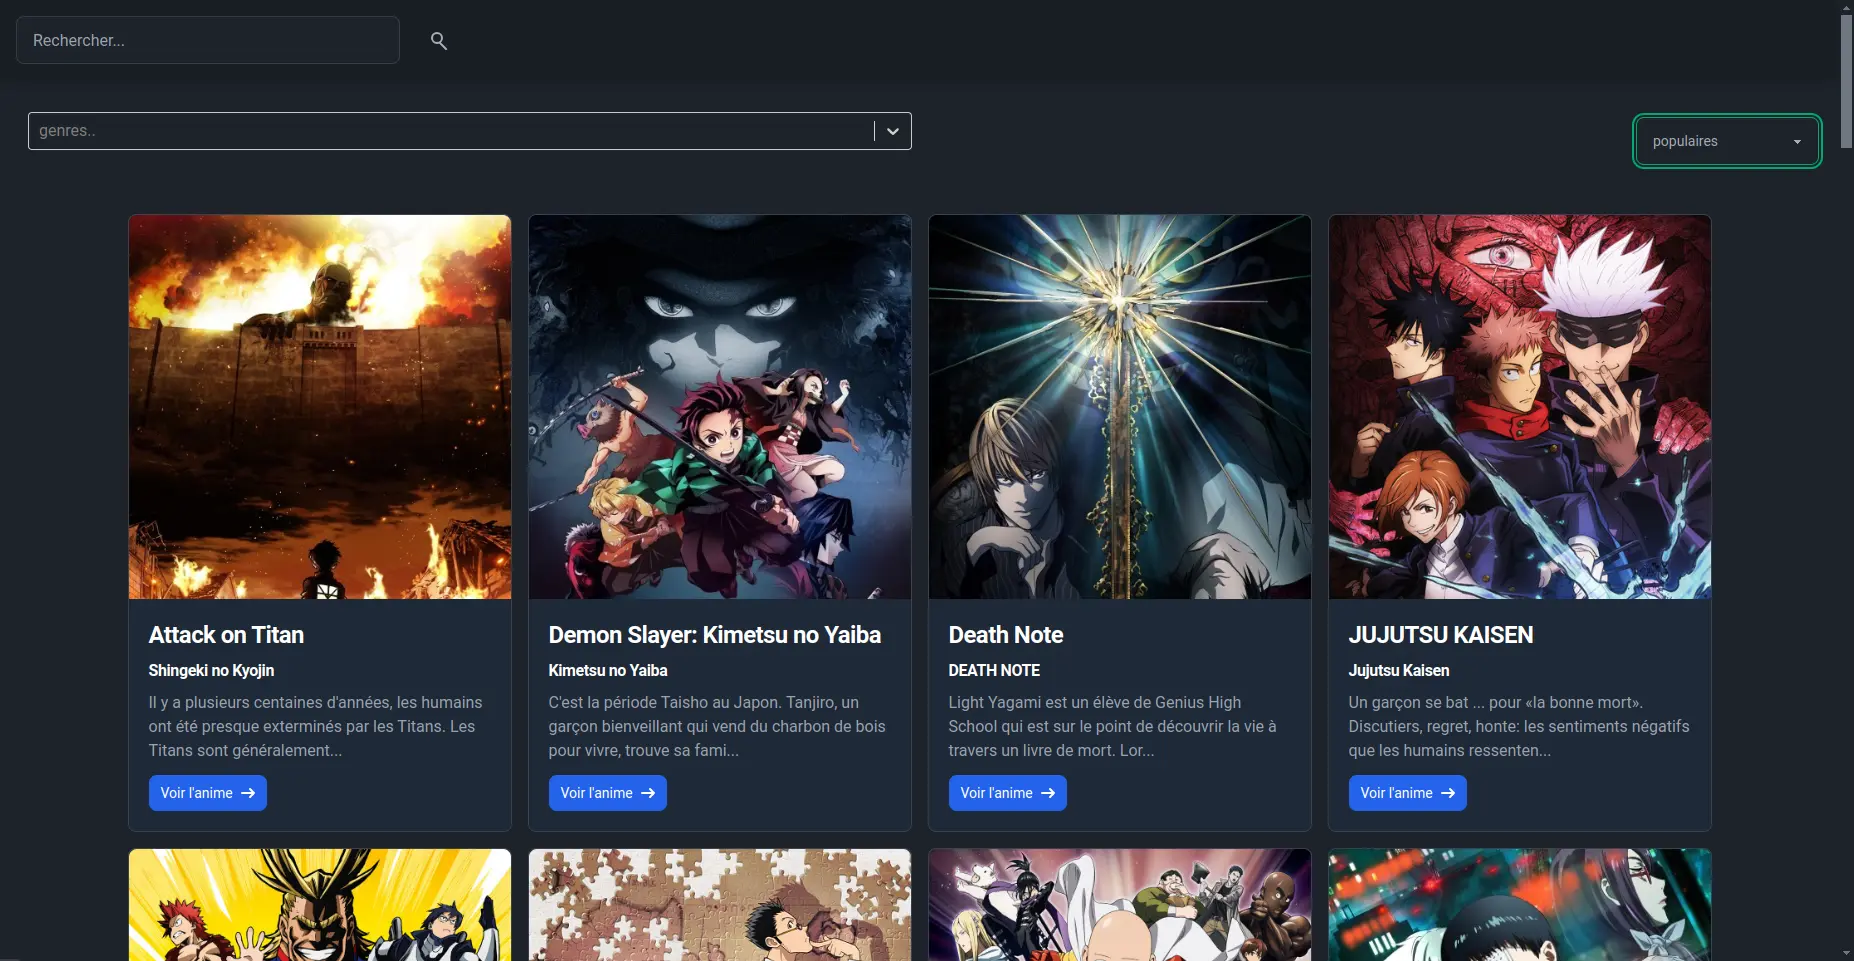 Rechercher...
genres..
populaires
Attack on Titan
Shingeki no Kyojin
Il y a plusieurs centaines d'années, les humains
ont été presque exterminés par les Titans. Les
Titans sont généralement...
Voir l'anime
Demon Slayer: Kimetsu no Yaiba
Kimetsu no Yaiba
C'est la période Taisho au Japon. Tanjiro, un
garçon bienveillant qui vend du charbon de bois
pour vivre, trouve sa fami...
Voir l'anime
Death Note
DEATH NOTE
Light Yagami est un élève de Genius High
School qui est sur le point de découvrir la vie à
travers un livre de mort. Lor...
Voir l'anime
JUJUTSU KAISEN
Jujutsu Kaisen
Un garçon se bat ... pour «la bonne mort».
Discutiers, regret, honte: les sentiments négatifs
que les humains ressentent...
Voir l'anime